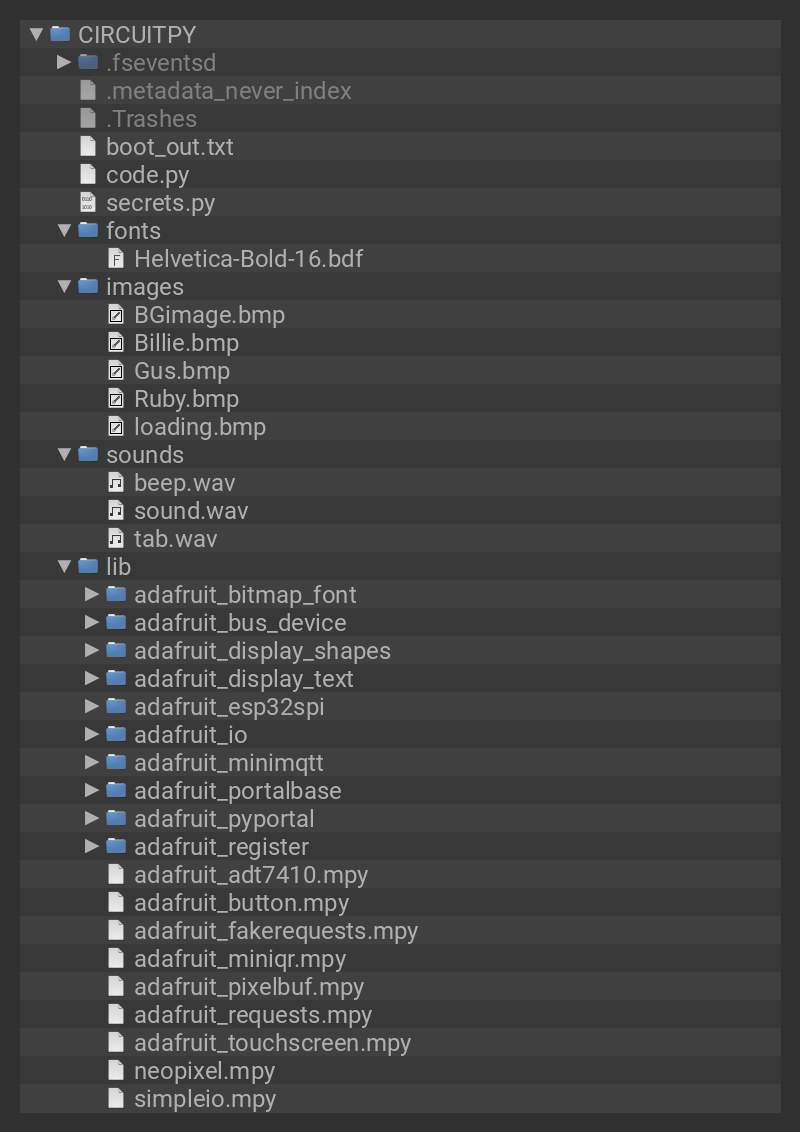 CIRCUITPY
.fseventsd
.metadata_never_index
.Trashes
boot_out.txt
code.py
secrets.py
fonts
Helvetica-Bold-16.bdf
images
BGimage.bmp
Billie.bmp
Gus.bmp
Ruby.bmp
loading.bmp
sounds
beep.wav
sound.wav
tab.wav
lib
adafruit_bitmap_font
adafruit_bus_device
adafruit_display_shapes
adafruit_display_text
adafruit_esp32spi
adafruit_io
adafruit_minimqtt
adafruit_portalbase
adafruit_pyportal
adafruit_register
adafruit_adt7410.mpy
adafruit_button.mpy
adafruit_fakerequests.mpy
adafruit_miniqr.mpy
adafruit_pixelbuf.mpy
adafruit_requests.mpy
adafruit_touchscreen.mpy
neopixel.mpy
simpleio.mpy